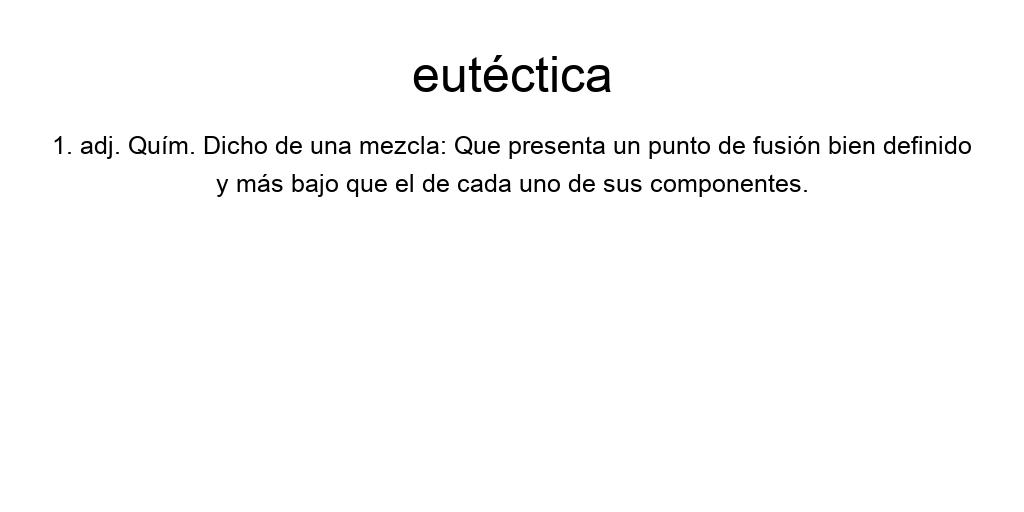 eutéctica
1. adj. Quím. Dicho de una mezcla: Que presenta un punto de fusión bien definido
y más bajo que el de cada uno de sus componentes.